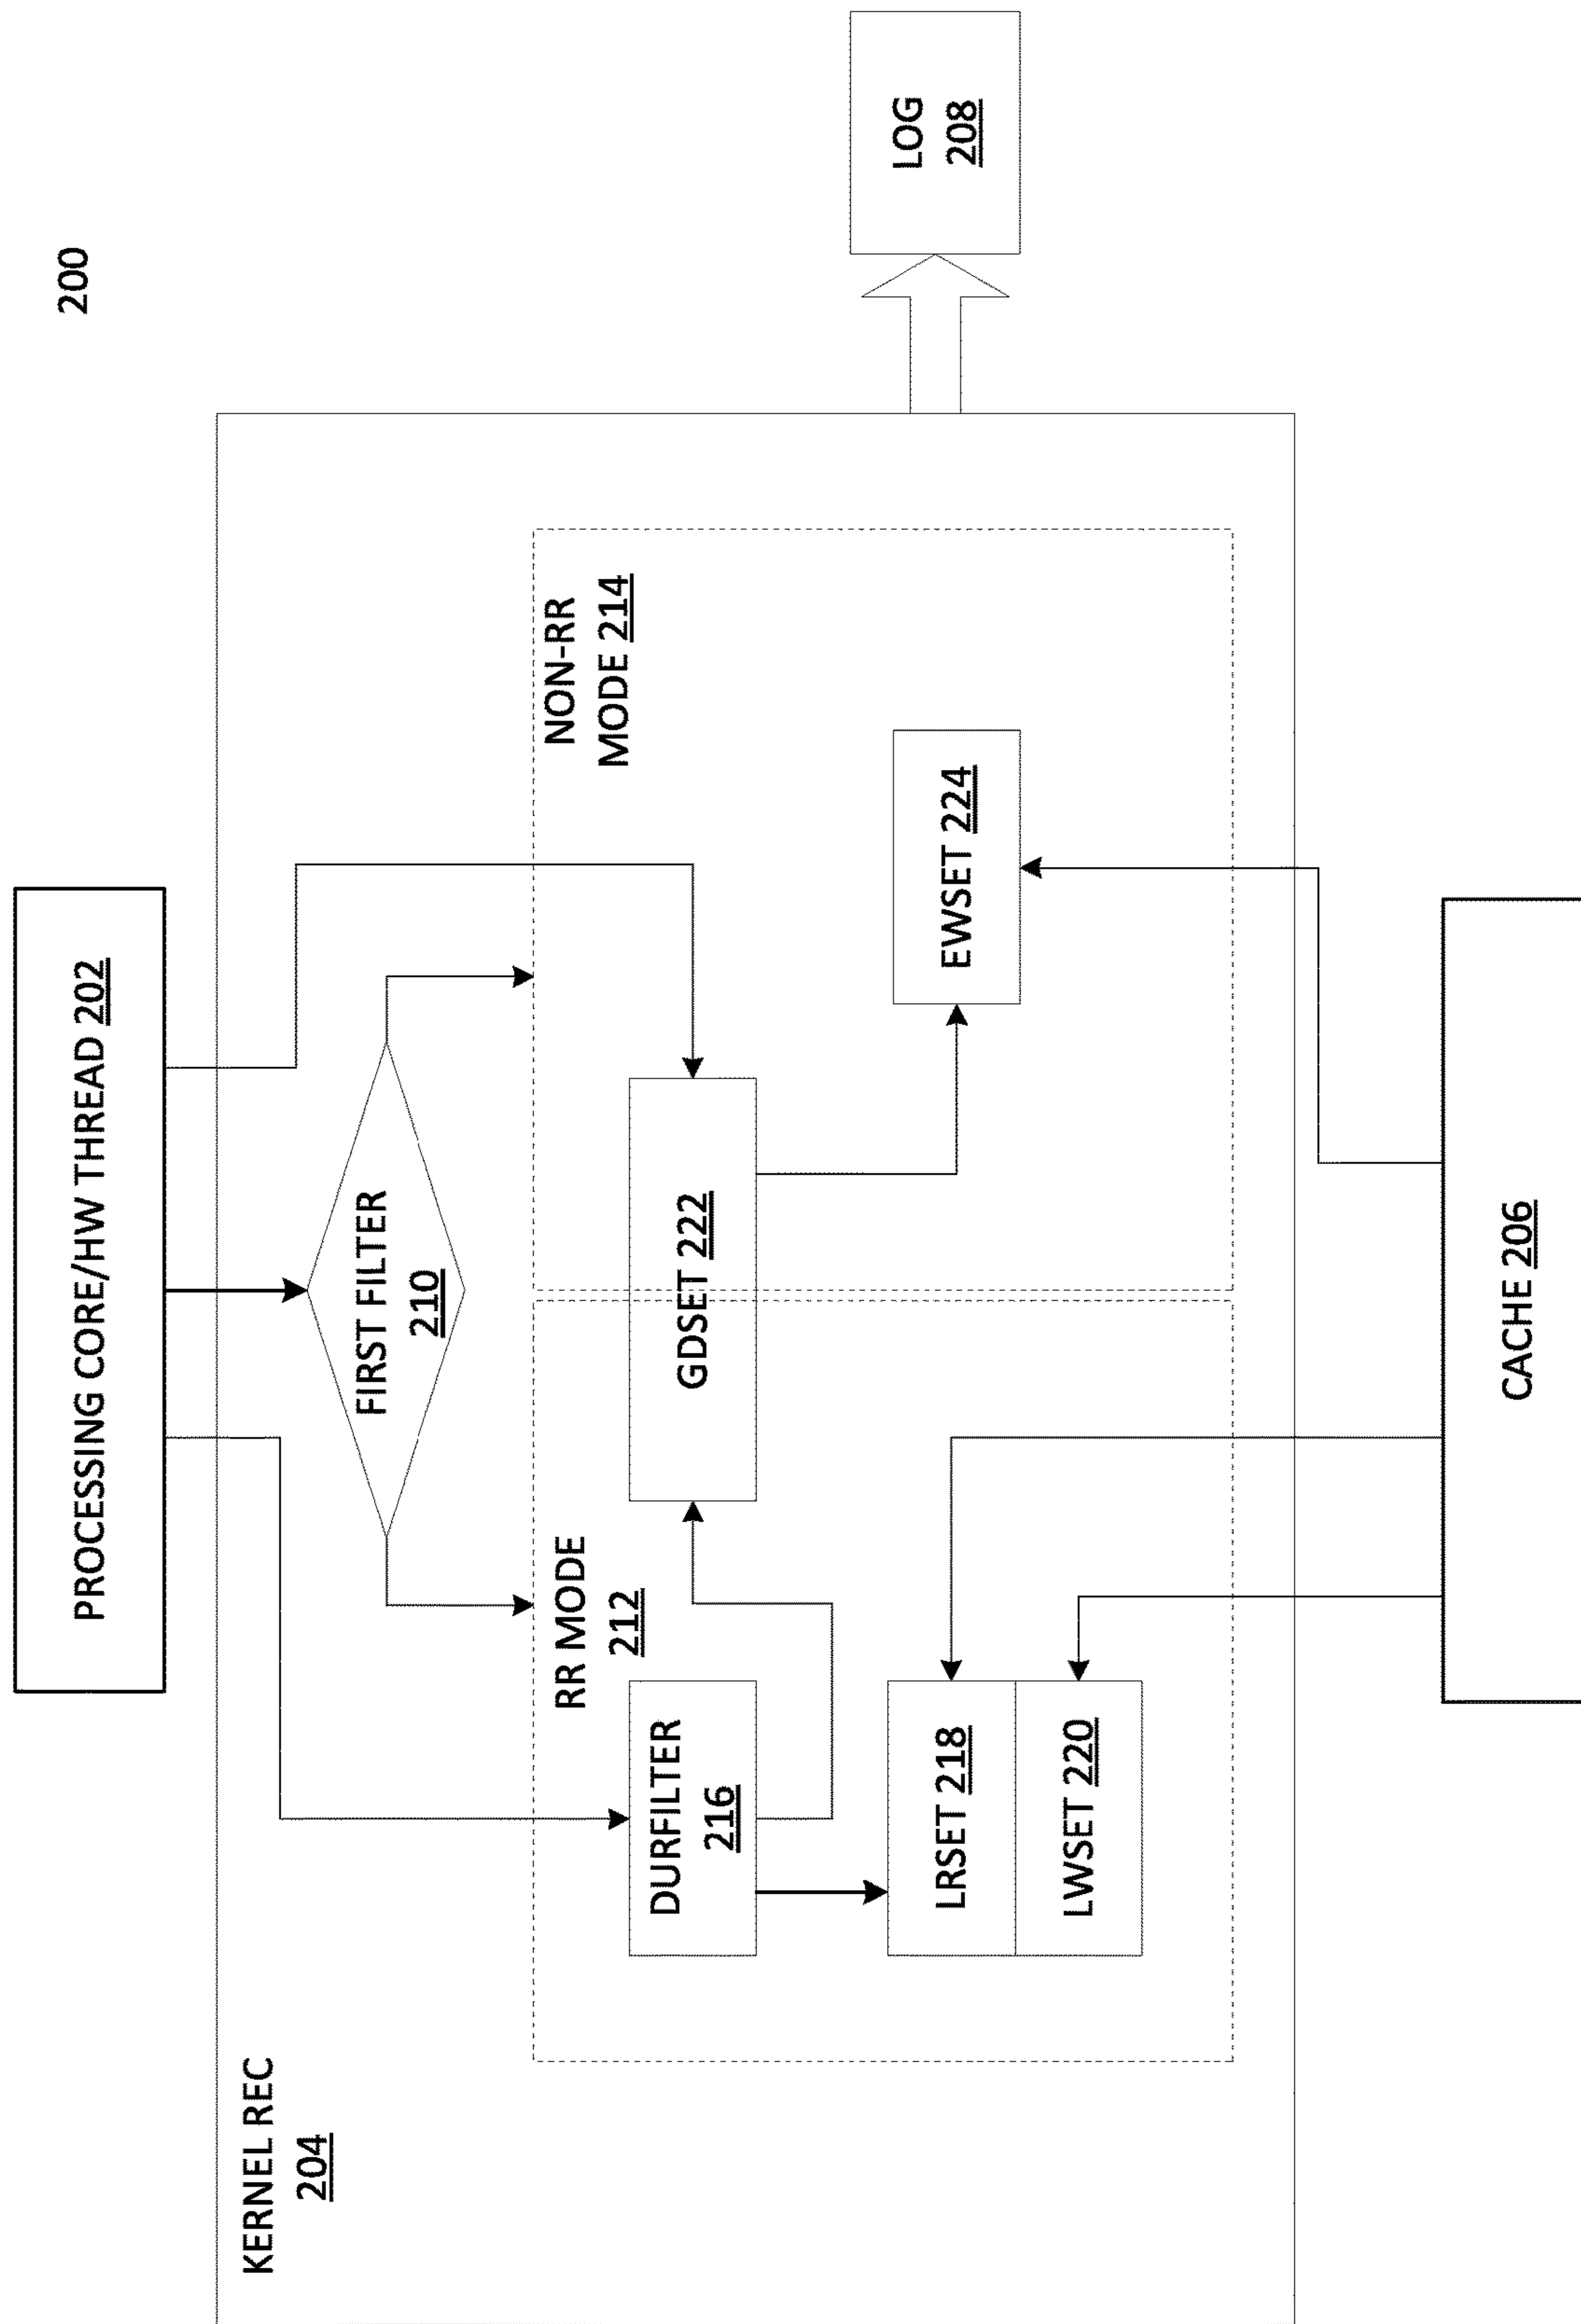 200
PROCESSING CORE/HW THREAD 202
KERNEL REC
204
FIRST FILTER
210
RR MODE
212
NON-RR
MODE 214
DURFILTER
216
GDSET 222
LRSET 218
LWSET 220
EWSET 224
LOG
208
CACHE 206